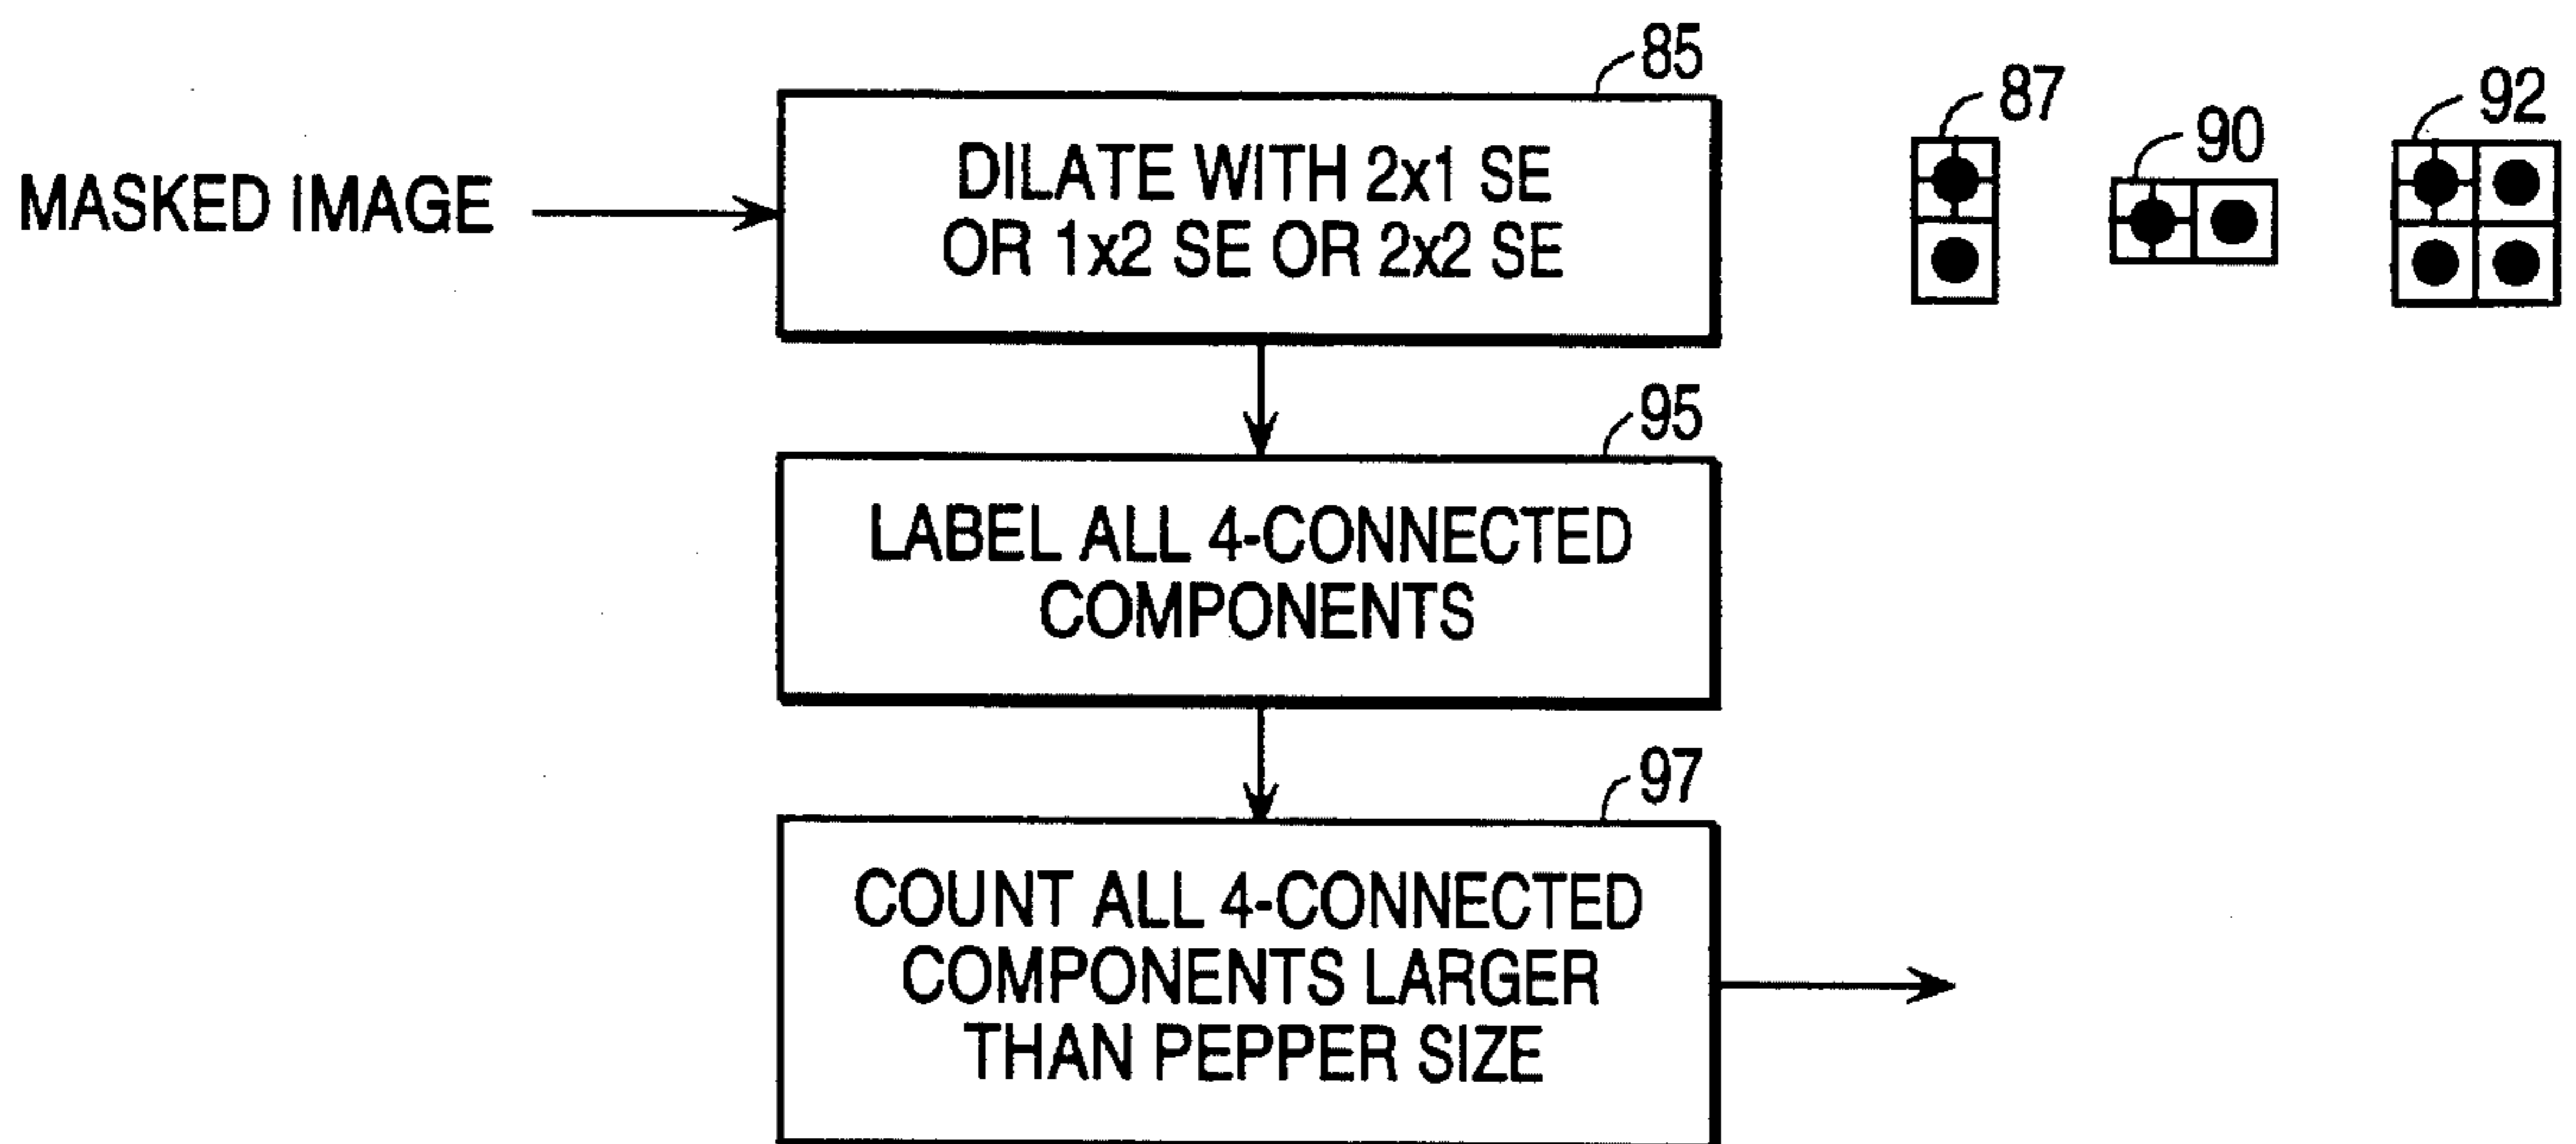 85
87
90
92
MASKED IMAGE
DILATE WITH 2x1 SE
OR 1x2 SE OR 2x2 SE
95
LABEL ALL 4-CONNECTED
COMPONENTS
97
COUNT ALL 4-CONNECTED
COMPONENTS LARGER
THAN PEPPER SIZE